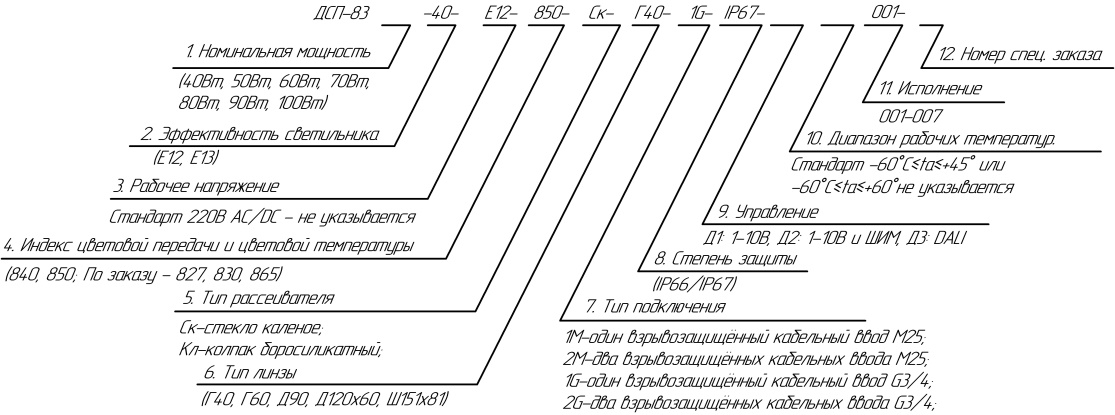 ДСП-83 -40- Е12- 850- Ск- Г40- 1G- IP67- 001-
1. Номинальная мощность
(40Вт, 50Вт, 60Вт, 70Вт,
80Вт, 90Вт, 100Вт)
2. Эффективность светильника
(Е12, Е13)
3. Рабочее напряжение
Стандарт 220В AC/DC - не указывается
4. Индекс цветовой передачи и цветовой температуры
(840, 850; По заказу - 827, 830, 865)
5. Тип рассеивателя
Ск-стекло каленое;
Кл-колпак боросиликатный;
6. Тип линзы
(Г40, Г60, Д90, Д120х60, Ш151х81)
12. Номер спец. заказа
11. Исполнение
001-007
10. Диапазон рабочих температур.
Стандарт -60°С≤ta≤+45° или
-60°С≤ta≤+60°не указывается
9. Управление
Д1: 1-10В, Д2: 1-10В и ШИМ, Д3: DALI
8. Степень защиты
(IP66/IP67)
7. Тип подключения
1М-один взрывозащищённый кабельный ввод М25;
2М-два взрывозащищённых кабельных ввода М25;
1G-один взрывозащищённый кабельный ввод G3/4;
2G-два взрывозащищённых кабельных ввода G3/4;